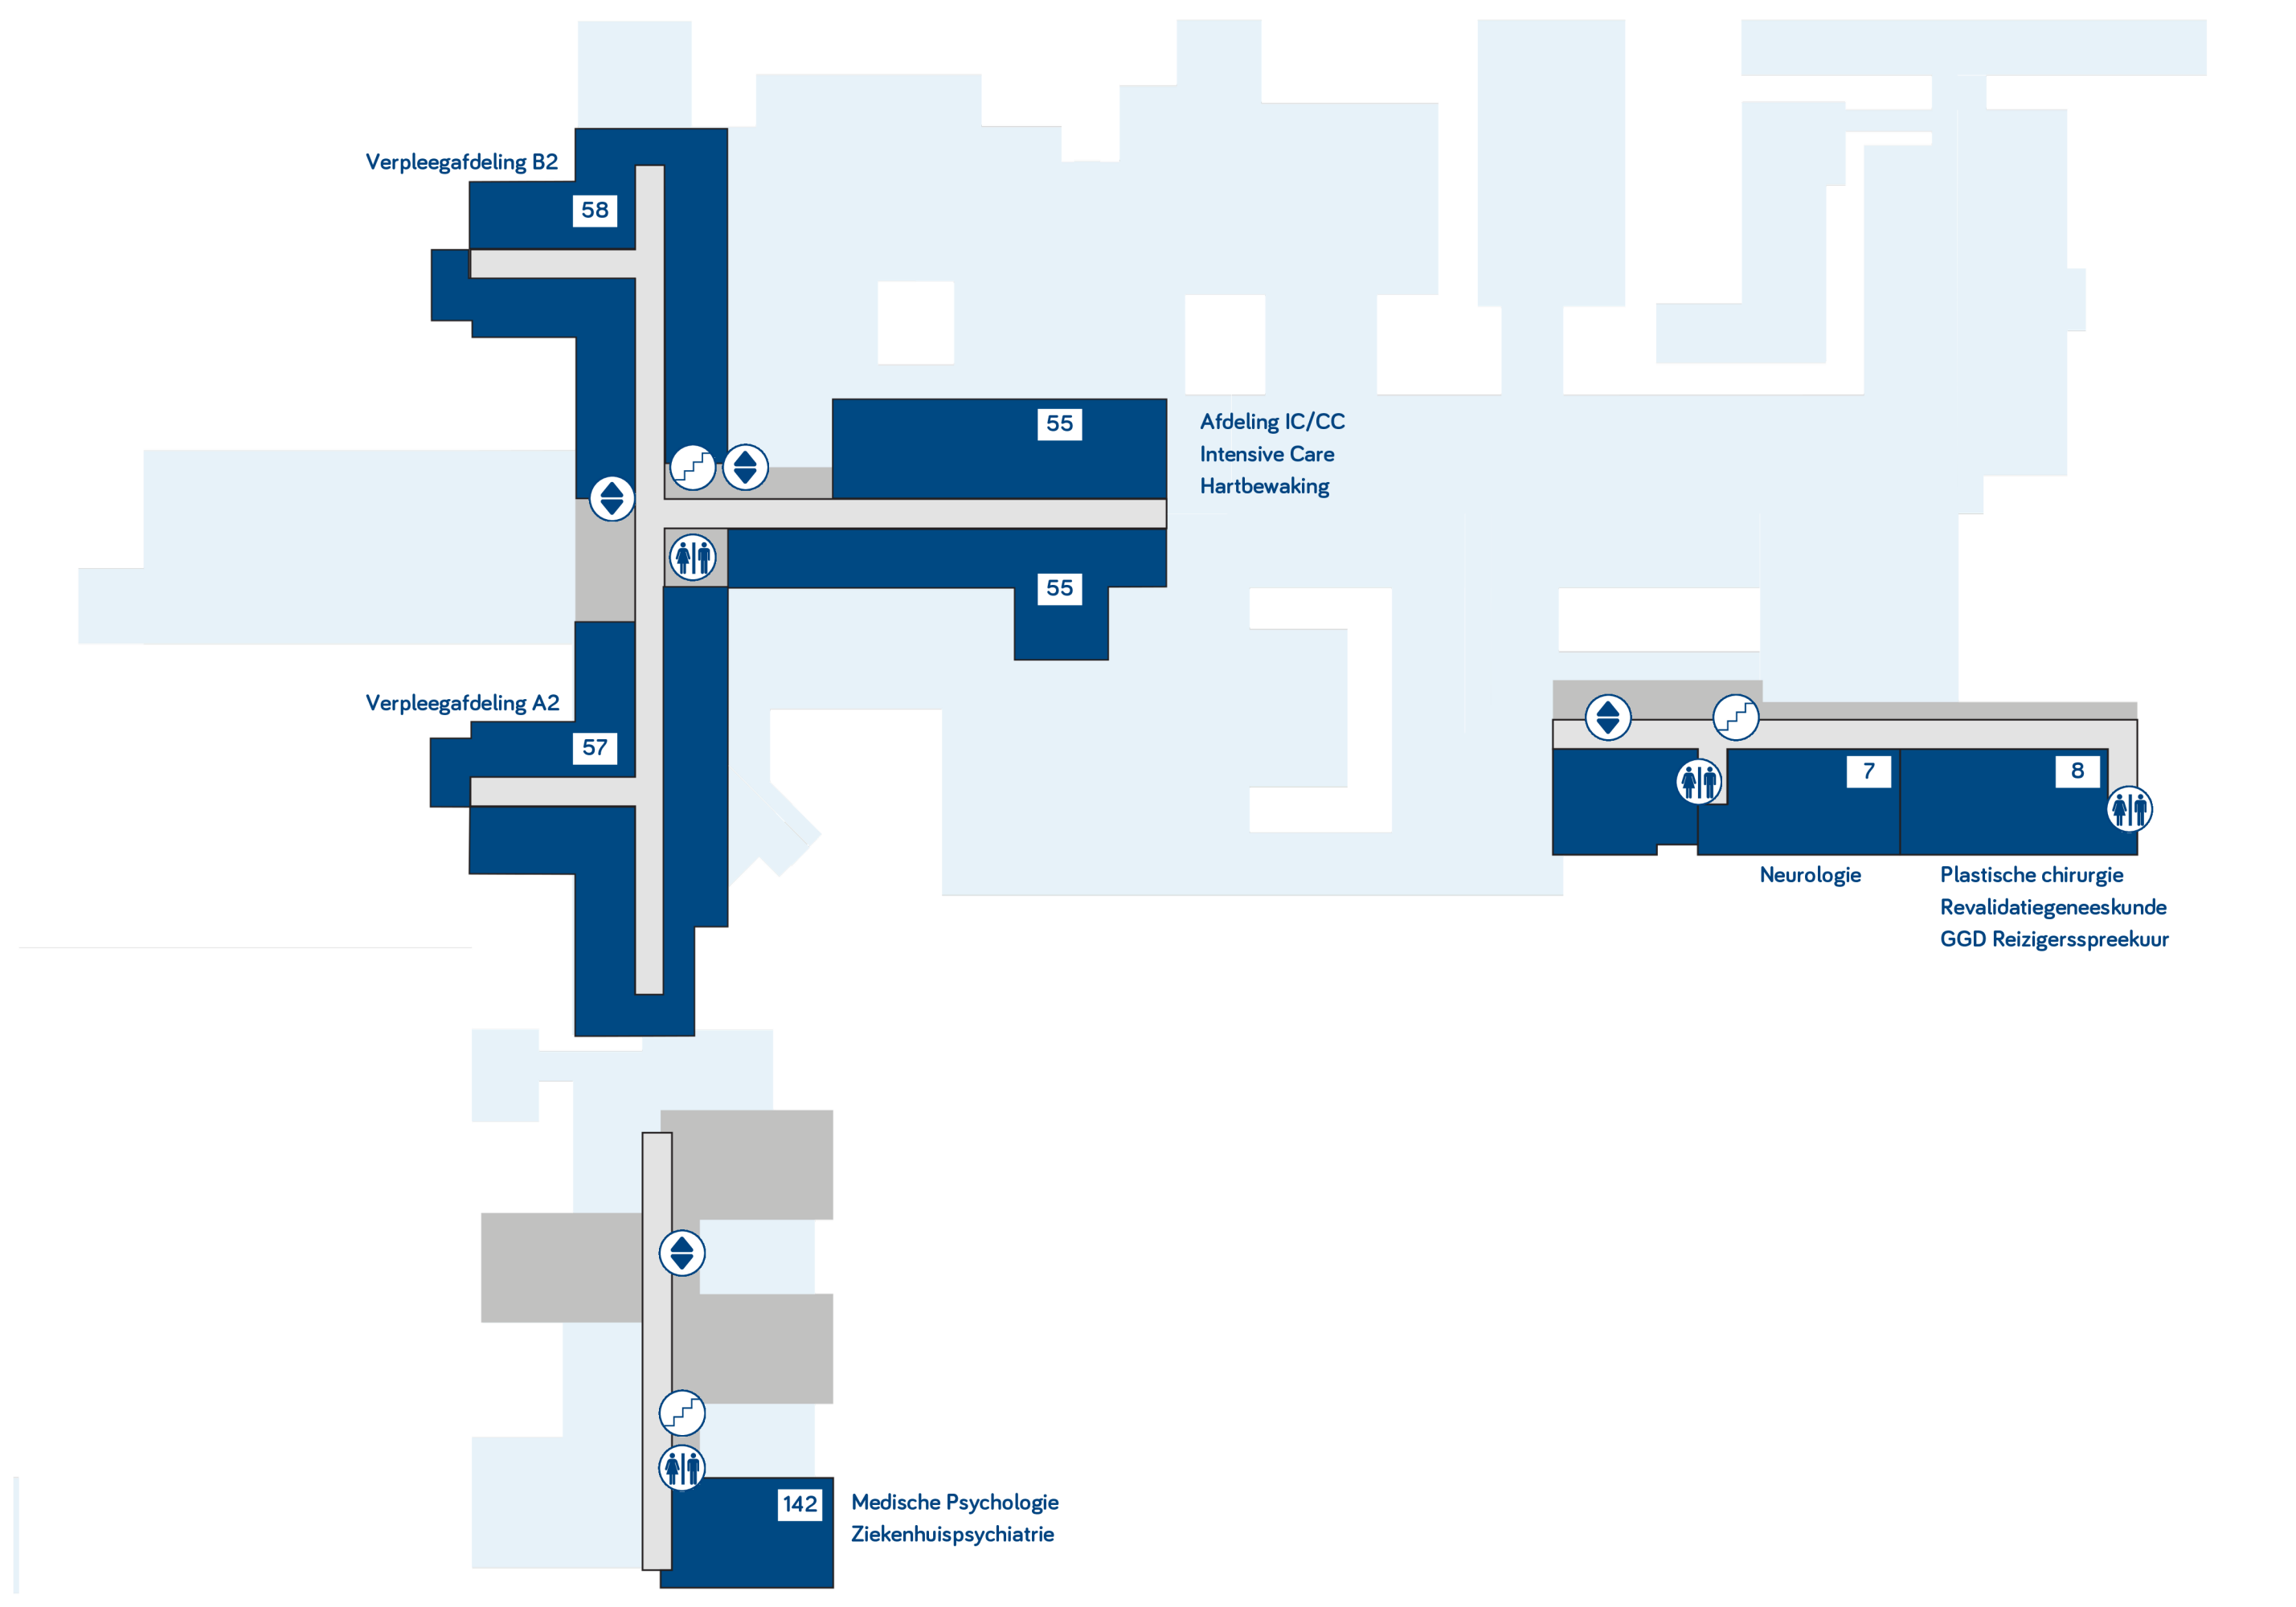 Verpleegafdeling B2
58
55
Afdeling IC/CC
Intensive Care
Hartbewaking
55
Verpleegafdeling A2
57
7
8
Neurologie
Plastische chirurgie
Revalidatiegeneeskunde
GGD Reizigersspreekuur
142
Medische Psychologie
Ziekenhuispsychiatrie